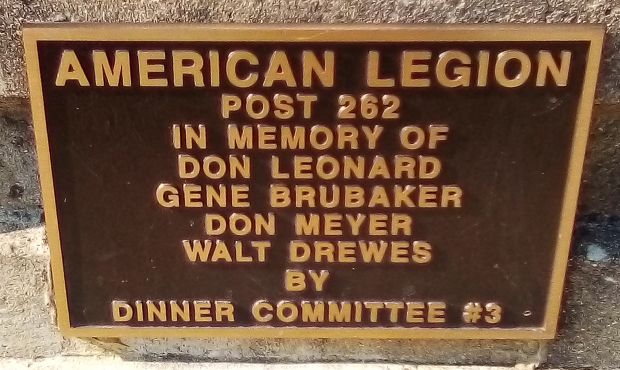 AMERICAN LEGION
POST 262
IN MEMORY OF
DON LEONARD
GENE BRUBAKER
DON MEYER
WALT DREWES
BY
DINNER COMMITTEE #3